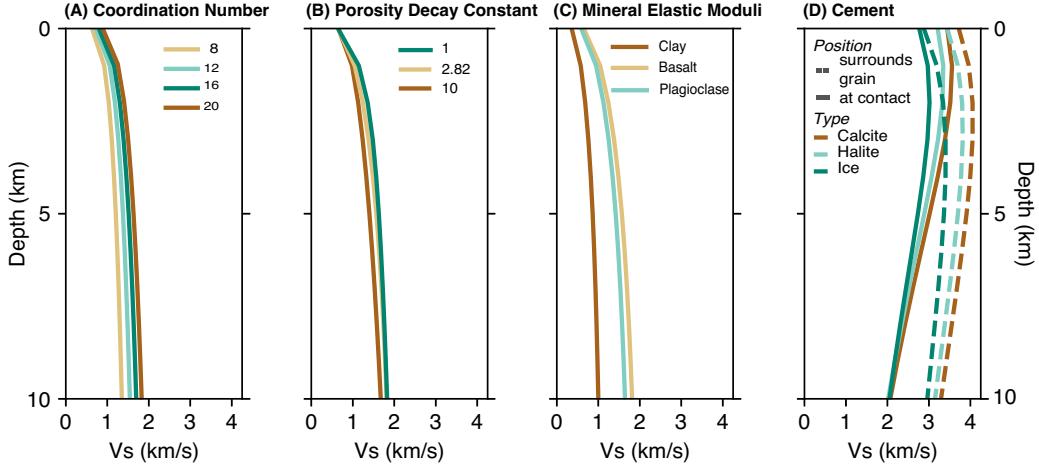 (A) Coordination Number
(B) Porosity Decay Constant
(C) Mineral Elastic Moduli
(D) Cement
0
5
10
Depth (km)
8
12
16
20
0 1 2 3 4
Vs (km/s)
1
2.82
10
0 1 2 3 4
Vs (km/s)
Clay
Basalt
Plagioclase
0 1 2 3 4
Vs (km/s)
Position
surrounds
grain
at contact
Type
Calcite
Halite
Ice
0 1 2 3 4
Vs (km/s)
0
5
10
Depth (km)